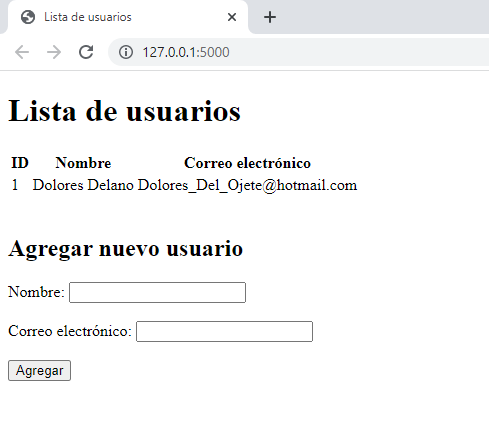 Lista de usuarios
127.0.0.1:5000
Lista de usuarios
ID Nombre Correo electrónico
1 Dolores Delano Dolores_Del_Ojete@hotmail.com
Agregar nuevo usuario
Nombre:
Correo electrónico:
Agregar